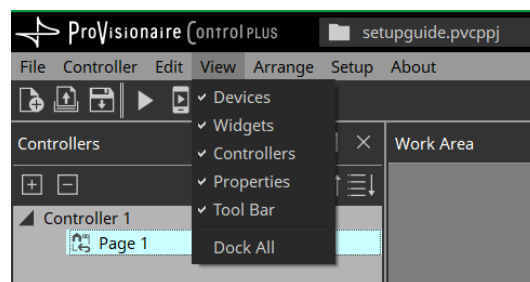 ProVisionaire Control PLUS setupguide.pvcppj
File Controller Edit View Arrange Setup About
Devices
Widgets
Controllers Work Area
Controllers
Properties
Tool Bar
Controller 1
Page 1
Dock All